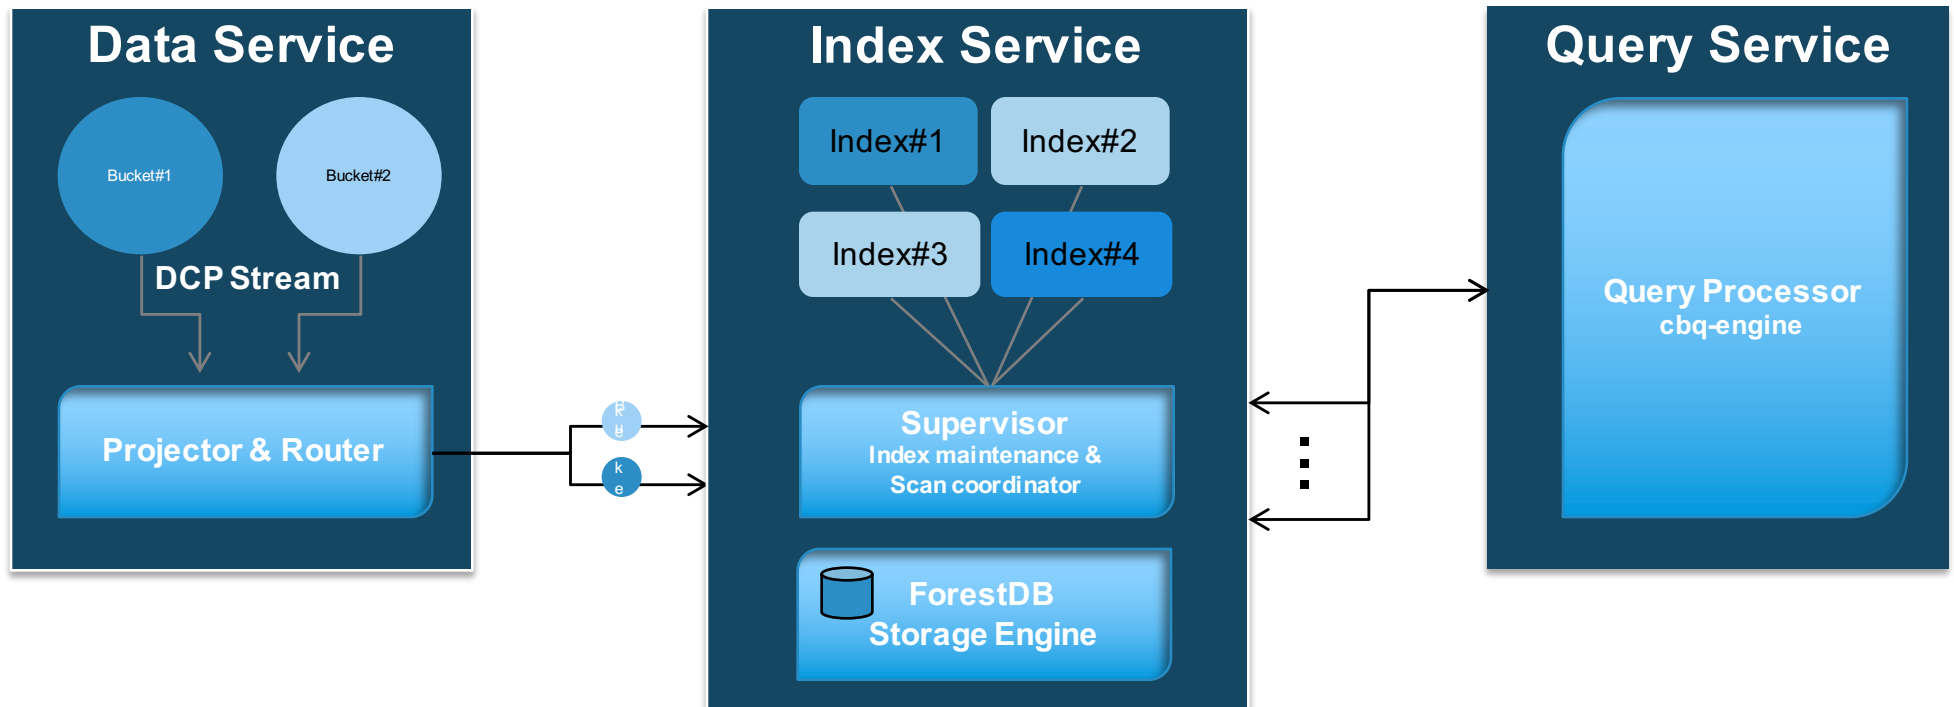 Data Service
Bucket#1
Bucket#2
DCP Stream
Projector & Router
Index Service
Index#1
Index#2
Index#3
Index#4
Supervisor
Index maintenance &
Scan coordinator
ForestDB
Storage Engine
Query Service
Query Processor
cbq-engine